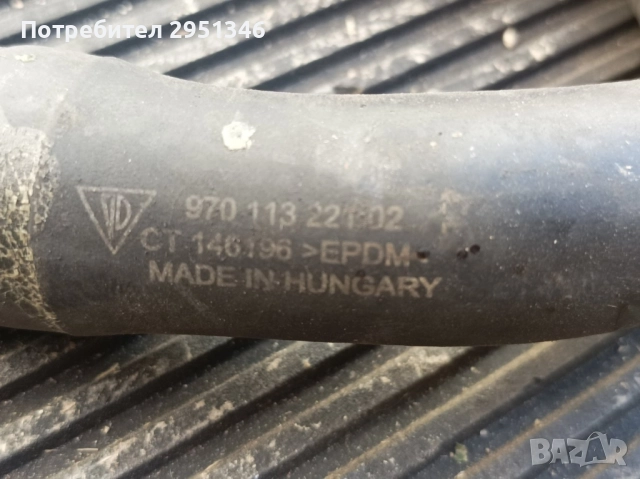 Потребител 2951346
970 113 221 02
CT 146196 >EPDM<
MADE IN HUNGARY
BAZAR